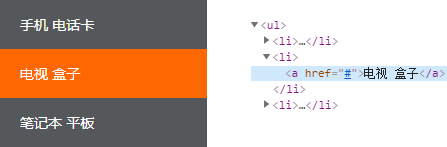 手机 电话卡
电视 盒子
笔记本 平板
▼<ul>
▶<li>…</li>
▼<li>
<a href="#">电视 盒子</a>
</li>
▶<li>…</li>